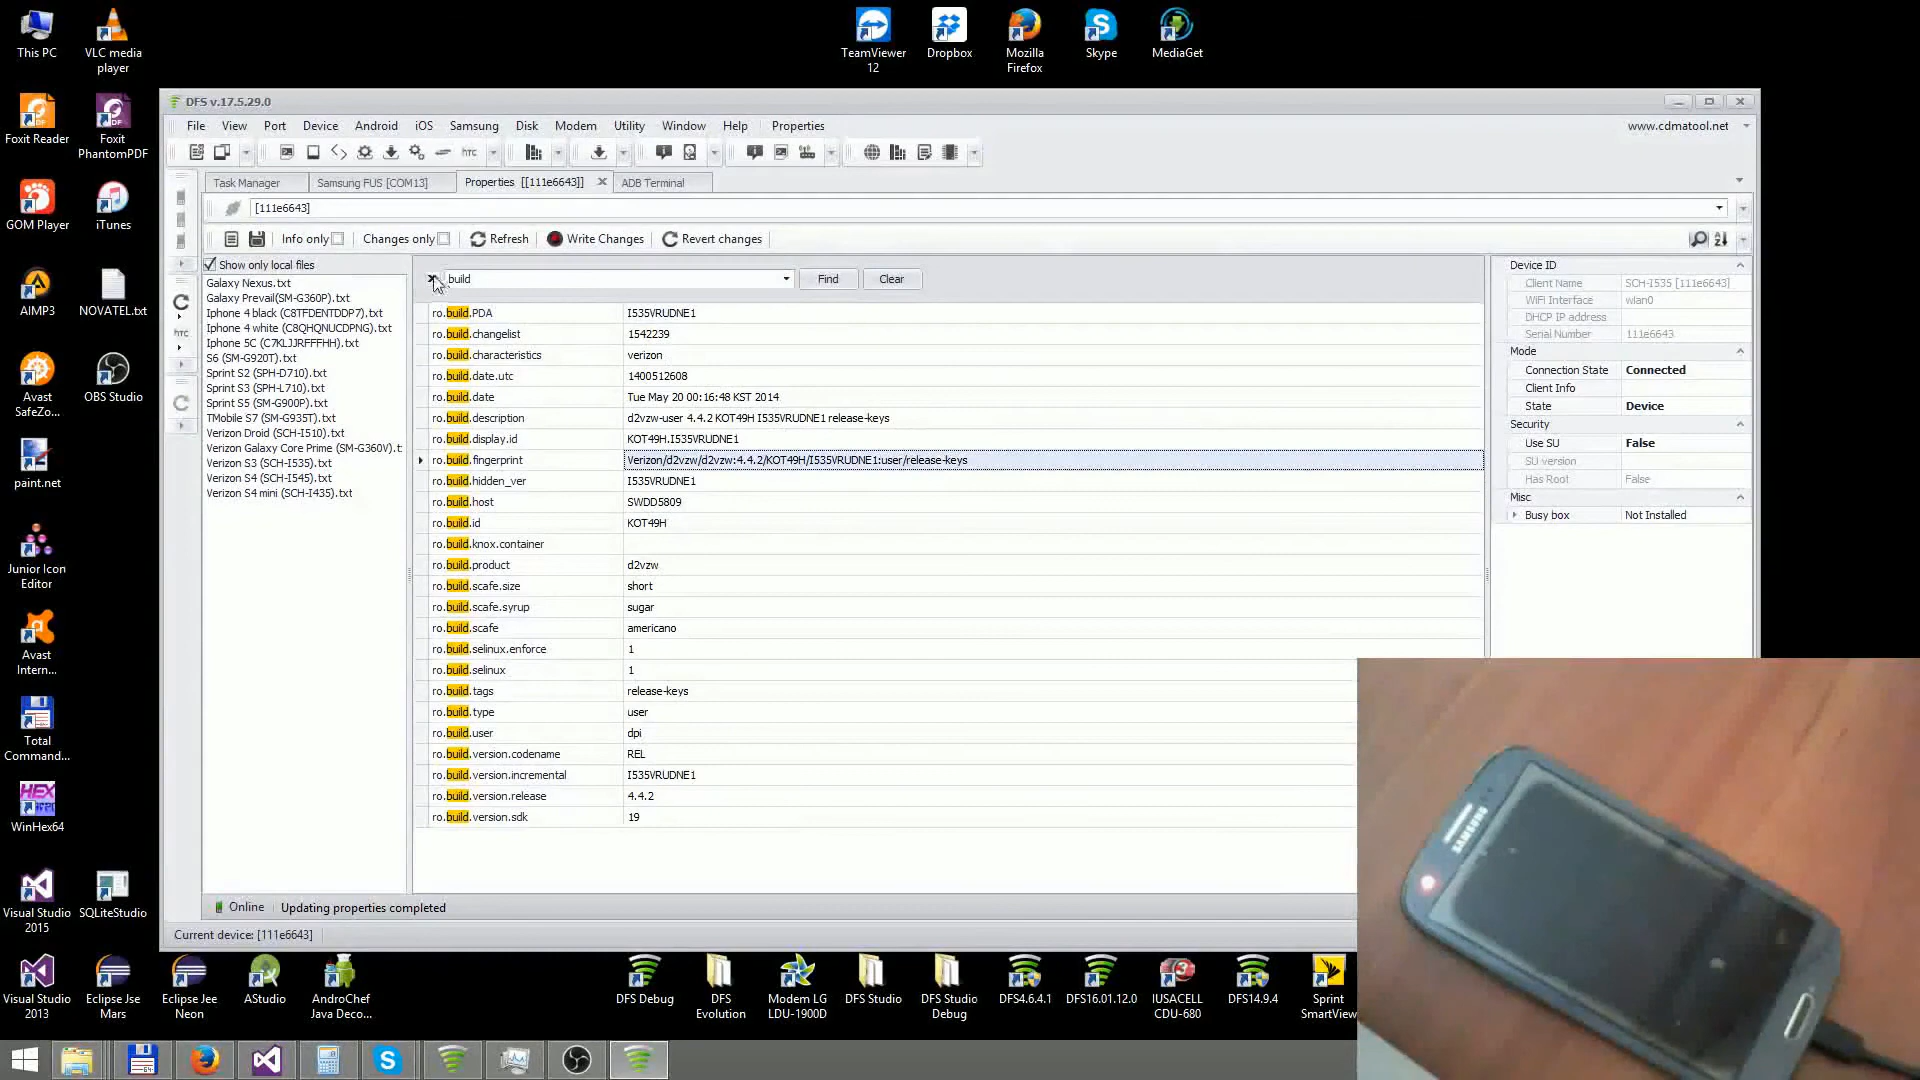 This PC
VLC media
player
TeamViewer
12
Dropbox
Mozilla
Firefox
Skype
MediaGet
Foxit Reader
Foxit
PhantomPDF
GOM Player
iTunes
AIMP3
NOVATEL.txt
Avast
SafeZo...
OBS Studio
paint.net
Junior Icon
Editor
Avast
Intern...
Total
Comman​d...
HEX
WinHex64
Visual Studio
2015
SQLiteStudio
Visual Studio
2013
Eclipse Jse
Mars
Eclipse Jee
Neon
AStudio
AndroChef
Java Deco...
DFS Debug
DFS
Evolution
Modem LG
LDU-1900D
DFS Studio
DFS Studio
Debug
DFS4.6.4.1
DFS16.01.12.0
IUSACELL
CDU-680
DFS14.9.4
Sprint
SmartView
DFS v.17.5.29.0
File View Port Device Android iOS Samsung Disk Modem Utility Window Help Properties
www.cdmatool.net
htc
Task Manager
Samsung FUS [COM13]
Properties [[111e6643]]
ADB Terminal
[111e6643]
Info only
Changes only
Refresh
Write Changes
Revert changes
Show only local files
Galaxy Nexus.txt
Galaxy Prevail(SM-G360P).txt
Iphone 4 black (C8TFDENTDDP7).txt
Iphone 4 white (C8QHQNUCDPNG).txt
Iphone 5C (C7KLJJRFFFHH).txt
S6 (SM-G920T).txt
Sprint S2 (SPH-D710).txt
Sprint S3 (SPH-L710).txt
Sprint S5 (SM-G900P).txt
TMobile S7 (SM-G935T).txt
Verizon Droid (SCH-I510).txt
Verizon Galaxy Core Prime (SM-G360V).t
Verizon S3 (SCH-I535).txt
Verizon S4 (SCH-I545).txt
Verizon S4 mini (SCH-I435).txt
htc
build
Find
Clear
ro.build.PDA I535VRUDNE1
ro.build.changelist 1542239
ro.build.characteristics verizon
ro.build.date.utc 1400512608
ro.build.date Tue May 20 00:16:48 KST 2014
ro.build.description d2vzw-user 4.4.2 KOT49H I535VRUDNE1 release-keys
ro.build.display.id KOT49H.I535VRUDNE1
ro.build.fingerprint Verizon/d2vzw/d2vzw:4.4.2/KOT49H/I535VRUDNE1:user/release-keys
ro.build.hidden_ver I535VRUDNE1
ro.build.host SWDD5809
ro.build.id KOT49H
ro.build.knox.container
ro.build.product d2vzw
ro.build.scafe.size short
ro.build.scafe.syrup sugar
ro.build.scafe americano
ro.build.selinux.enforce 1
ro.build.selinux 1
ro.build.tags release-keys
ro.build.type user
ro.build.user dpi
ro.build.version.codename REL
ro.build.version.incremental I535VRUDNE1
ro.build.version.release 4.4.2
ro.build.version.sdk 19
Device ID
Client Name SCH-I535 [111e6643]
WiFi Interface wlan0
DHCP IP address
Serial Number 111e6643
Mode
Connection State Connected
Client Info
State Device
Security
Use SU False
SU version
Has Root False
Misc
Busy box Not Installed
Online
Updating properties completed
Current device: [111e6643]
SAMSUNG